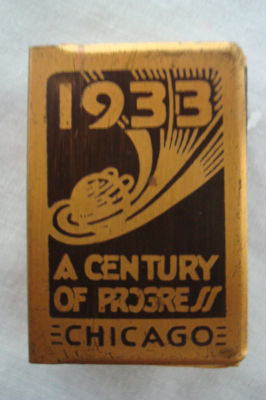 1933
A CENTURY
OF PROGRESS
CHICAGO